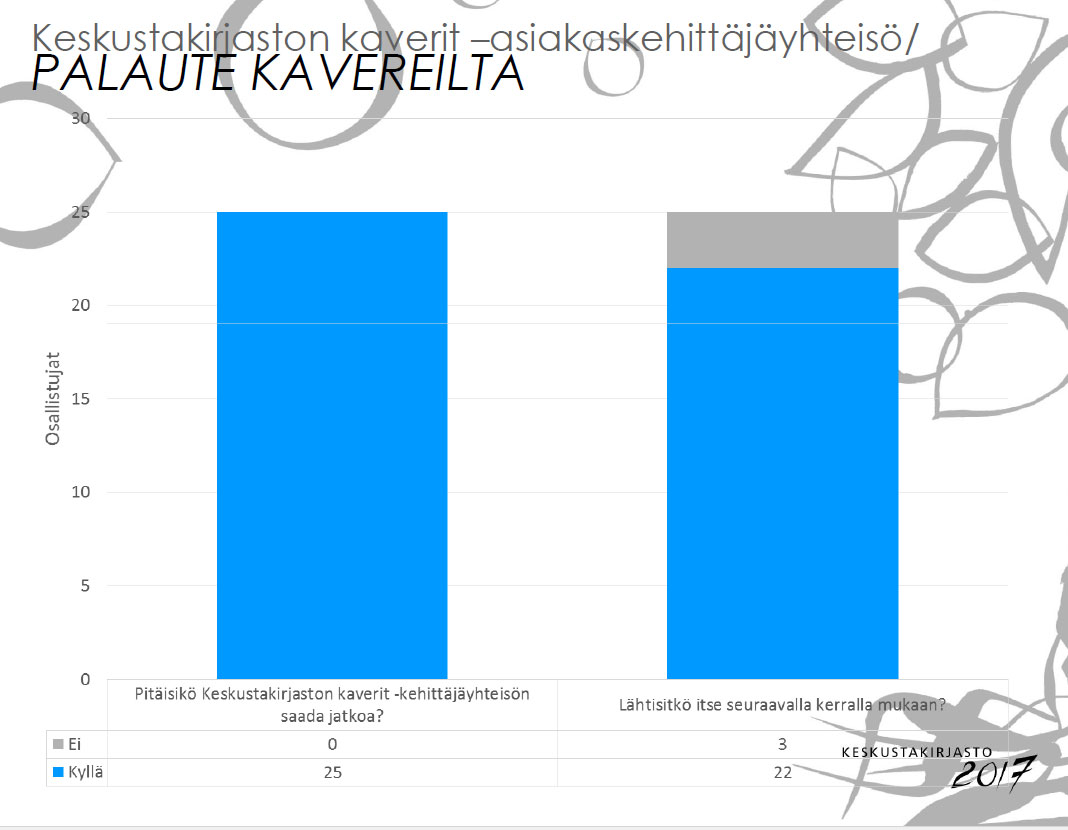 Keskustakirjaston kaverit –asiakaskehittäjäyhteisö/
PALAUTE KAVEREILTA
30
25
20
15
10
5
0
Osallistujat
Pitäisikö Keskustakirjaston kaverit -kehittäjäyhteisön
saada jatkoa?
Lähtisitkö itse seuraavalla kerralla mukaan?
Ei 0 3
Kyllä 25 22
KESKUSTAKIRJASTO
2017